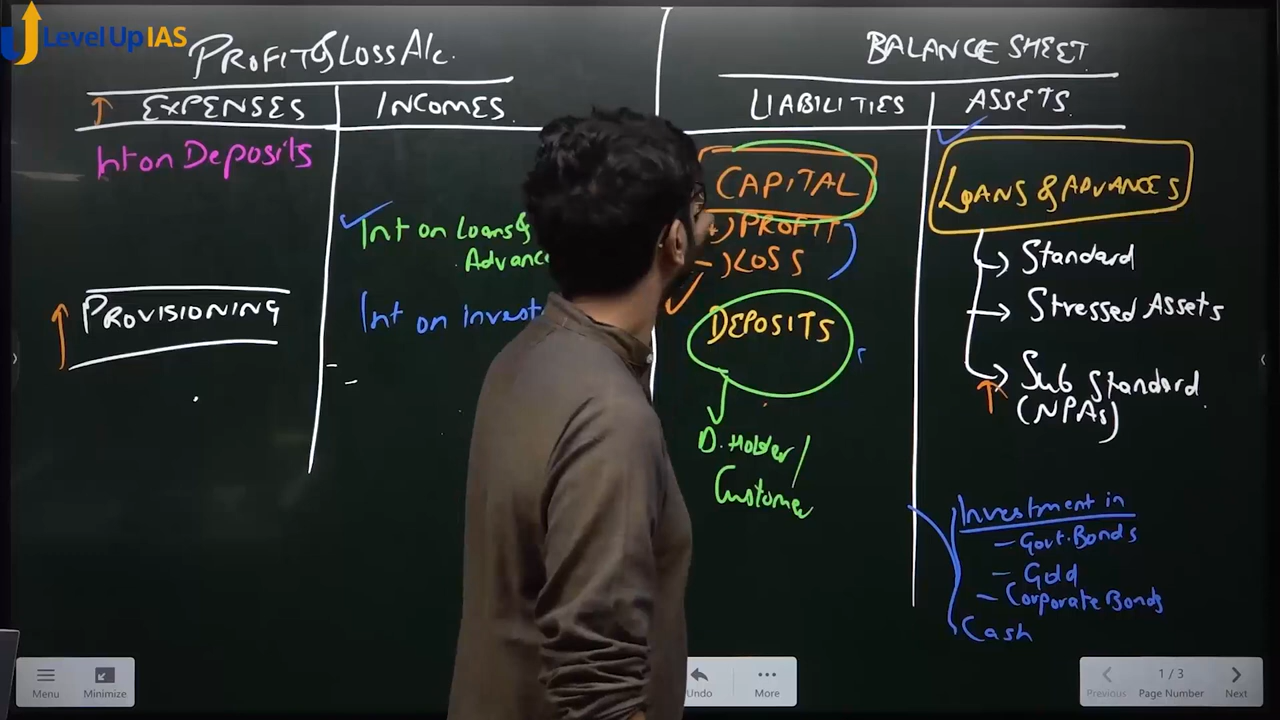 LevelUp IAS
PROFIT & LOSS A/c.
EXPENSES
INCOMES
Int on Deposits
Int on Loans &
Advance
Int on Invest
PROVISIONING
BALANCE SHEET
LIABILITIES
ASSETS
CAPITAL
+) PROFIT
-) LOSS
DEPOSITS
D. Holder/
Customer
LOANS & ADVANCES
Standard
Stressed Assets
Sub Standard
(NPAs)
Investment in
- Govt. Bonds
- Gold
- Corporate Bonds
Cash
Menu
Minimize
Undo
More
Previous
1/3
Page Number
Next